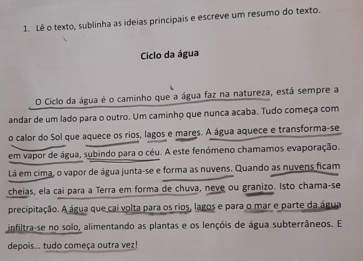 1. Lê o texto, sublinha as ideias principais e escreve um resumo do texto.
Ciclo da água
O Ciclo da água é o caminho que a água faz na natureza, está sempre a
andar de um lado para o outro. Um caminho que nunca acaba. Tudo começa com
o calor do Sol que aquece os rios, lagos e mares. A água aquece e transforma-se
em vapor de água, subindo para o céu. A este fenómeno chamamos evaporação.
Lá em cima, o vapor de água junta-se e forma as nuvens. Quando as nuvens ficam
cheias, ela cai para a Terra em forma de chuva, neve ou granizo. Isto chama-se
precipitação. A água que cai volta para os rios, lagos e para o mar e parte da água
infiltra-se no solo, alimentando as plantas e os lençóis de água subterrâneos. E
depois... tudo começa outra vez!